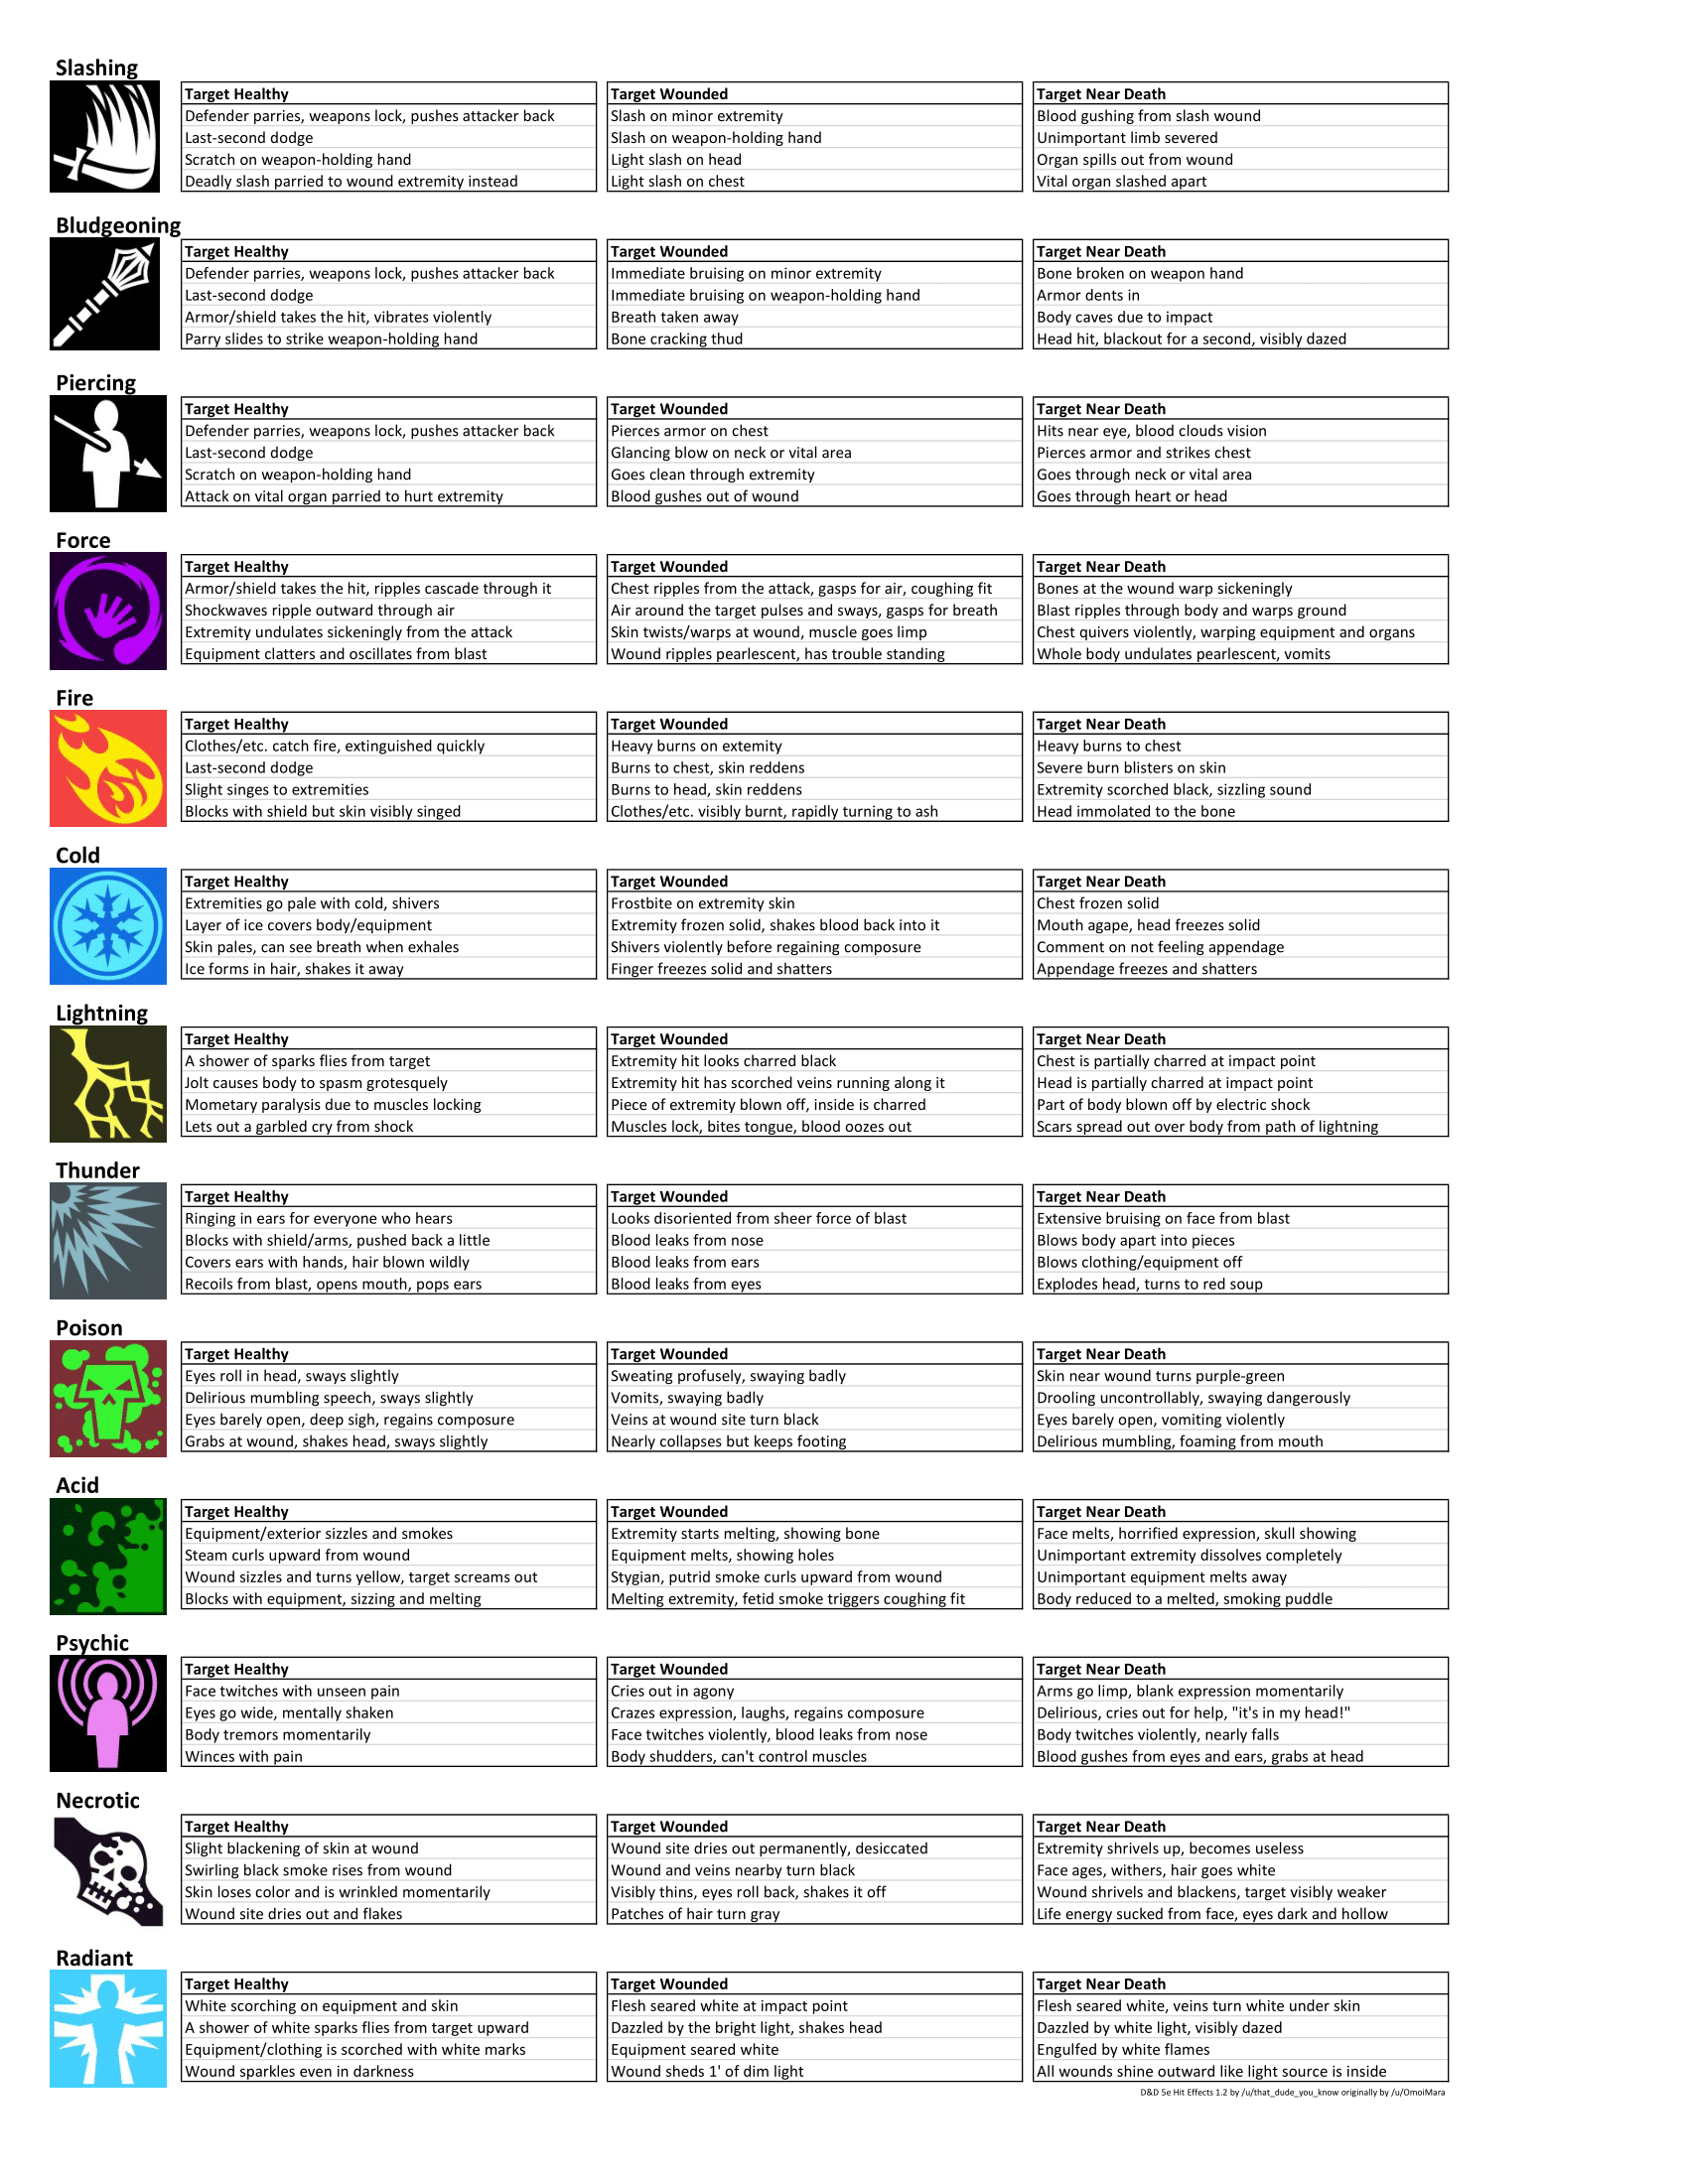 Slashing
Target Healthy Target Wounded Target Near Death
Defender parries, weapons lock, pushes attacker back Slash on minor extremity Blood gushing from slash wound
Last-second dodge Slash on weapon-holding hand Unimportant limb severed
Scratch on weapon-holding hand Light slash on head Organ spills out from wound
Deadly slash parried to wound extremity instead Light slash on chest Vital organ slashed apart
Bludgeoning
Target Healthy Target Wounded Target Near Death
Defender parries, weapons lock, pushes attacker back Immediate bruising on minor extremity Bone broken on weapon hand
Last-second dodge Immediate bruising on weapon-holding hand Armor dents in
Armor/shield takes the hit, vibrates violently Breath taken away Body caves due to impact
Parry slides to strike weapon-holding hand Bone cracking thud Head hit, blackout for a second, visibly dazed
Piercing
Target Healthy Target Wounded Target Near Death
Defender parries, weapons lock, pushes attacker back Pierces armor on chest Hits near eye, blood clouds vision
Last-second dodge Glancing blow on neck or vital area Pierces armor and strikes chest
Scratch on weapon-holding hand Goes clean through extremity Goes through neck or vital area
Attack on vital organ parried to hurt extremity Blood gushes out of wound Goes through heart or head
Force
Target Healthy Target Wounded Target Near Death
Armor/shield takes the hit, ripples cascade through it Chest ripples from the attack, gasps for air, coughing fit Bones at the wound warp sickeningly
Shockwaves ripple outward through air Air around the target pulses and sways, gasps for breath Blast ripples through body and warps ground
Extremity undulates sickeningly from the attack Skin twists/warps at wound, muscle goes limp Chest quivers violently, warping equipment and organs
Equipment clatters and oscillates from blast Wound ripples pearlescent, has trouble standing Whole body undulates pearlescent, vomits
Fire
Target Healthy Target Wounded Target Near Death
Clothes/etc. catch fire, extinguished quickly Heavy burns on extemity Heavy burns to chest
Last-second dodge Burns to chest, skin reddens Severe burn blisters on skin
Slight singes to extremities Burns to head, skin reddens Extremity scorched black, sizzling sound
Blocks with shield but skin visibly singed Clothes/etc. visibly burnt, rapidly turning to ash Head immolated to the bone
Cold
Target Healthy Target Wounded Target Near Death
Extremities go pale with cold, shivers Frostbite on extremity skin Chest frozen solid
Layer of ice covers body/equipment Extremity frozen solid, shakes blood back into it Mouth agape, head freezes solid
Skin pales, can see breath when exhales Shivers violently before regaining composure Comment on not feeling appendage
Ice forms in hair, shakes it away Finger freezes solid and shatters Appendage freezes and shatters
Lightning
Target Healthy Target Wounded Target Near Death
A shower of sparks flies from target Extremity hit looks charred black Chest is partially charred at impact point
Jolt causes body to spasm grotesquely Extremity hit has scorched veins running along it Head is partially charred at impact point
Mometary paralysis due to muscles locking Piece of extremity blown off, inside is charred Part of body blown off by electric shock
Lets out a garbled cry from shock Muscles lock, bites tongue, blood oozes out Scars spread out over body from path of lightning
Thunder
Target Healthy Target Wounded Target Near Death
Ringing in ears for everyone who hears Looks disoriented from sheer force of blast Extensive bruising on face from blast
Blocks with shield/arms, pushed back a little Blood leaks from nose Blows body apart into pieces
Covers ears with hands, hair blown wildly Blood leaks from ears Blows clothing/equipment off
Recoils from blast, opens mouth, pops ears Blood leaks from eyes Explodes head, turns to red soup
Poison
Target Healthy Target Wounded Target Near Death
Eyes roll in head, sways slightly Sweating profusely, swaying badly Skin near wound turns purple-green
Delirious mumbling speech, sways slightly Vomits, swaying badly Drooling uncontrollably, swaying dangerously
Eyes barely open, deep sigh, regains composure Veins at wound site turn black Eyes barely open, vomiting violently
Grabs at wound, shakes head, sways slightly Nearly collapses but keeps footing Delirious mumbling, foaming from mouth
Acid
Target Healthy Target Wounded Target Near Death
Equipment/exterior sizzles and smokes Extremity starts melting, showing bone Face melts, horrified expression, skull showing
Steam curls upward from wound Equipment melts, showing holes Unimportant extremity dissolves completely
Wound sizzles and turns yellow, target screams out Stygian, putrid smoke curls upward from wound Unimportant equipment melts away
Blocks with equipment, sizzing and melting Melting extremity, fetid smoke triggers coughing fit Body reduced to a melted, smoking puddle
Psychic
Target Healthy Target Wounded Target Near Death
Face twitches with unseen pain Cries out in agony Arms go limp, blank expression momentarily
Eyes go wide, mentally shaken Crazes expression, laughs, regains composure Delirious, cries out for help, "it's in my head!"
Body tremors momentarily Face twitches violently, blood leaks from nose Body twitches violently, nearly falls
Winces with pain Body shudders, can't control muscles Blood gushes from eyes and ears, grabs at head
Necrotic
Target Healthy Target Wounded Target Near Death
Slight blackening of skin at wound Wound site dries out permanently, desiccated Extremity shrivels up, becomes useless
Swirling black smoke rises from wound Wound and veins nearby turn black Face ages, withers, hair goes white
Skin loses color and is wrinkled momentarily Visibly thins, eyes roll back, shakes it off Wound shrivels and blackens, target visibly weaker
Wound site dries out and flakes Patches of hair turn gray Life energy sucked from face, eyes dark and hollow
Radiant
Target Healthy Target Wounded Target Near Death
White scorching on equipment and skin Flesh seared white at impact point Flesh seared white, veins turn white under skin
A shower of white sparks flies from target upward Dazzled by the bright light, shakes head Dazzled by white light, visibly dazed
Equipment/clothing is scorched with white marks Equipment seared white Engulfed by white flames
Wound sparkles even in darkness Wound sheds 1' of dim light All wounds shine outward like light source is inside
D&D 5e Hit Effects 1.2 by /u/that_dude_you_know originally by /u/OmoiMara